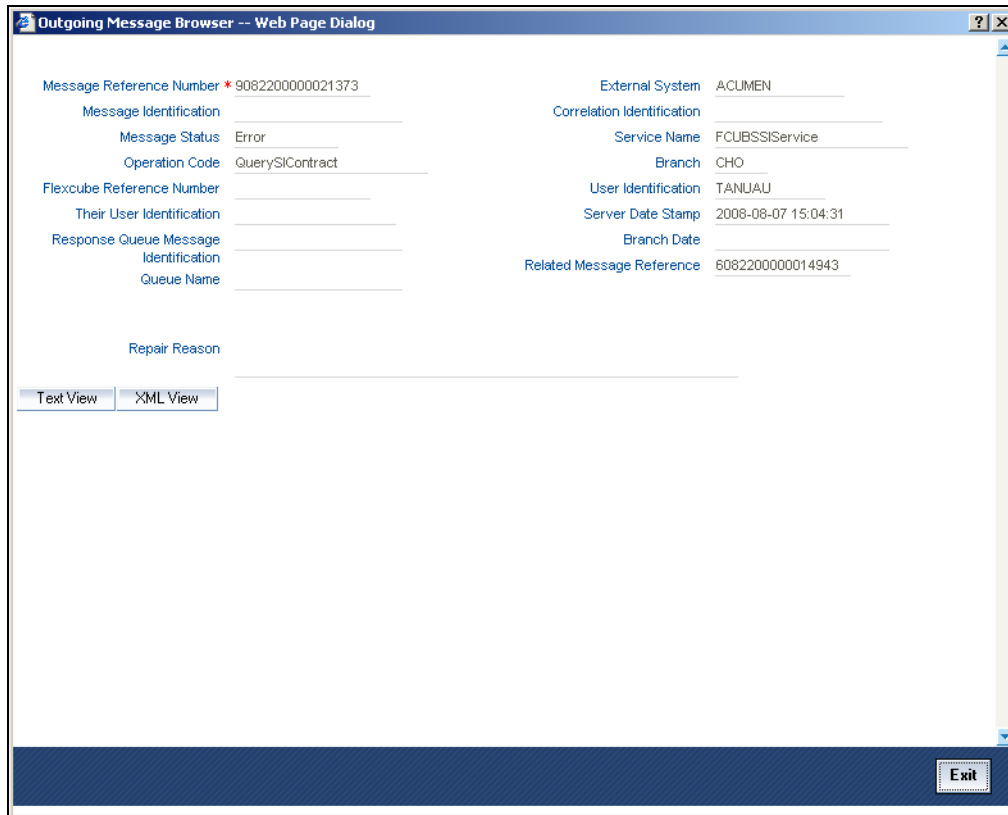 Outgoing Message Browser -- Web Page Dialog
Message Reference Number * 9082200000021373
Message Identification
Message Status Error
Operation Code QuerySIContract
Flexcube Reference Number
Their User Identification
Response Queue Message
Identification
Queue Name
External System ACUMEN
Correlation Identification
Service Name FCUBSSIService
Branch CHO
User Identification TANUAU
Server Date Stamp 2008-08-07 15:04:31
Branch Date
Related Message Reference 6082200000014943
Repair Reason
Text View XML View
Exit